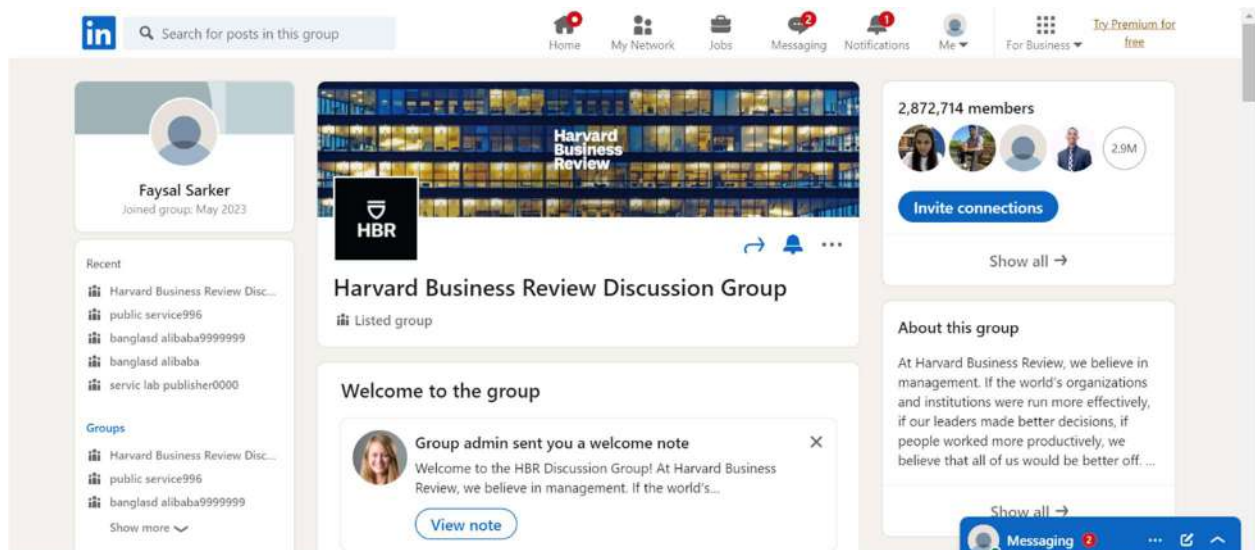 in
Search for posts in this group
Home
My Network
Jobs
2
Messaging
1
Notifications
Me
For Business
Try Premium for
free
Faysal Sarker
Joined group: May 2023
Recent
Harvard Business Review Disc...
public service996
banglasd alibaba9999999
banglasd alibaba
servic lab publisher0000
Groups
Harvard Business Review Disc...
public service996
banglasd alibaba9999999
Show more
Harvard
Business
Review
HBR
Harvard Business Review Discussion Group
Listed group
Welcome to the group
Group admin sent you a welcome note
Welcome to the HBR Discussion Group! At Harvard Business
Review, we believe in management. If the world's...
View note
2,872,714 members
2.9M
Invite connections
Show all →
About this group
At Harvard Business Review, we believe in
management. If the world's organizations
and institutions were run more effectively,
if our leaders made better decisions, if
people worked more productively, we
believe that all of us would be better off. ...
Show all →
Messaging 2